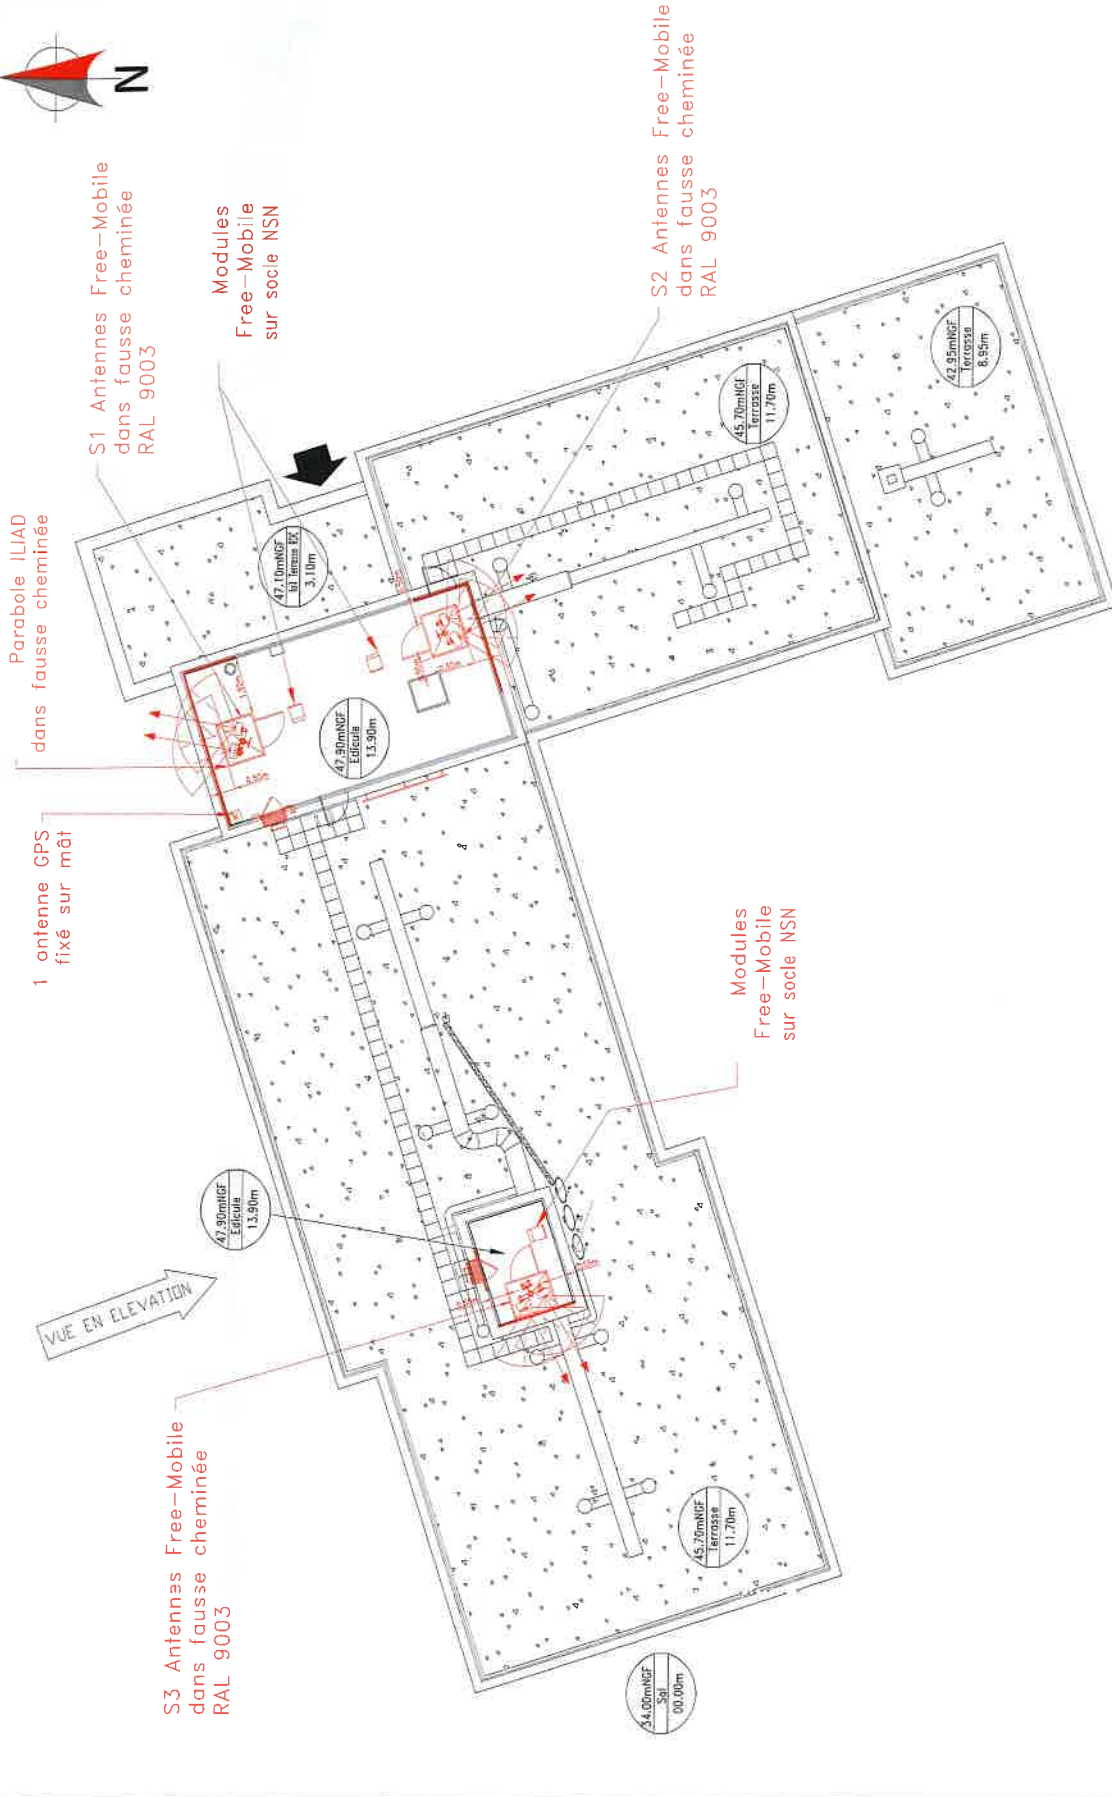 N
S1 Antennes Free-Mobile
dans fausse cheminée
RAL 9003
Modules
Free-Mobile
sur socle NSN
S2 Antennes Free-Mobile
dans fausse cheminée
RAL 9003
Parabole ILIAD
dans fausse cheminée
1 antenne GPS
fixé sur mât
47.10mNGF
3.10m
47.90mNGF
Edicule
13.90m
45.70mNGF
Terrasse
11.70m
42.95mNGF
Terrasse
8.95m
Modules
Free-Mobile
sur socle NSN
47.90mNGF
Edicule
13.90m
VUE EN ELEVATION
S3 Antennes Free-Mobile
dans fausse cheminée
RAL 9003
45.70mNGF
Terrasse
11.70m
34.00mNGF
Sol
00.00m